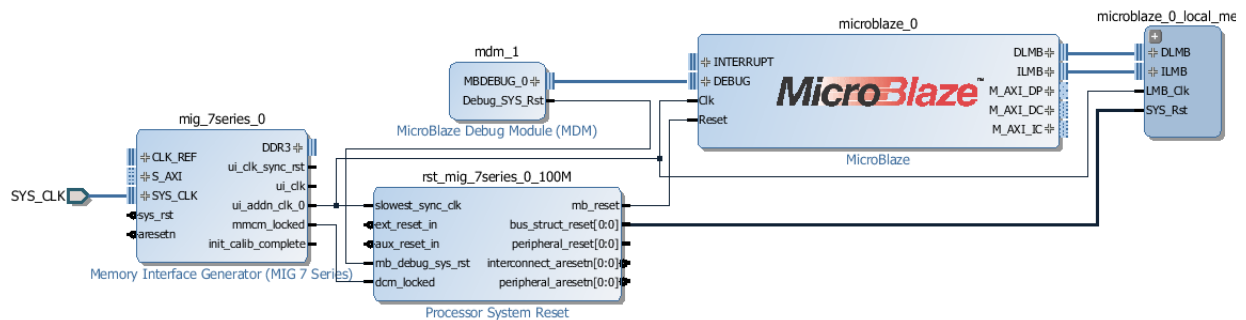 SYS_CLK
mig_7series_0
CLK_REF
S_AXI
SYS_CLK
sys_rst
aresetn
DDR3
ui_clk_sync_rst
ui_clk
ui_addn_clk_0
mmcm_locked
init_calib_complete
Memory Interface Generator (MIG 7 Series)
mdm_1
MBDEBUG_0
Debug_SYS_Rst
MicroBlaze Debug Module (MDM)
rst_mig_7series_0_100M
slowest_sync_clk
ext_reset_in
aux_reset_in
mb_debug_sys_rst
dcm_locked
mb_reset
bus_struct_reset[0:0]
peripheral_reset[0:0]
interconnect_aresetn[0:0]
peripheral_aresetn[0:0]
Processor System Reset
microblaze_0
INTERRUPT
DEBUG
Clk
Reset
MicroBlaze™
DLMB
ILMB
M_AXI_DP
M_AXI_DC
M_AXI_IC
MicroBlaze
microblaze_0_local_me
DLMB
ILMB
LMB_Clk
SYS_Rst